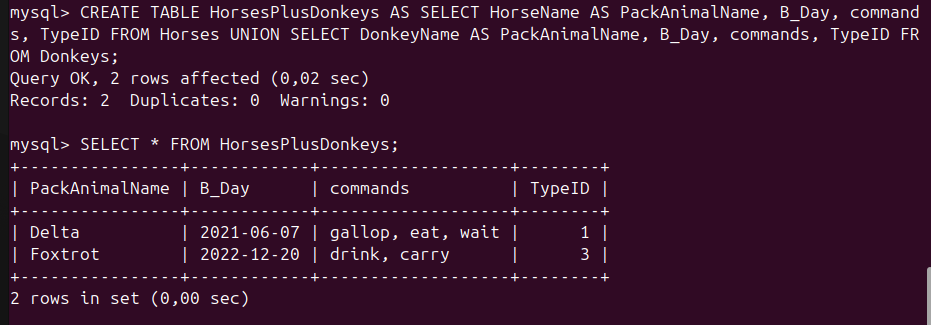 mysql> CREATE TABLE HorsesPlusDonkeys AS SELECT HorseName AS PackAnimalName, B_Day, command
s, TypeID FROM Horses UNION SELECT DonkeyName AS PackAnimalName, B_Day, commands, TypeID FR
OM Donkeys;
Query OK, 2 rows affected (0,02 sec)
Records: 2  Duplicates: 0  Warnings: 0

mysql> SELECT * FROM HorsesPlusDonkeys;
+----------------+------------+--------------------+--------+
| PackAnimalName | B_Day      | commands           | TypeID |
+----------------+------------+--------------------+--------+
| Delta          | 2021-06-07 | gallop, eat, wait  |      1 |
| Foxtrot        | 2022-12-20 | drink, carry       |      3 |
+----------------+------------+--------------------+--------+
2 rows in set (0,00 sec)